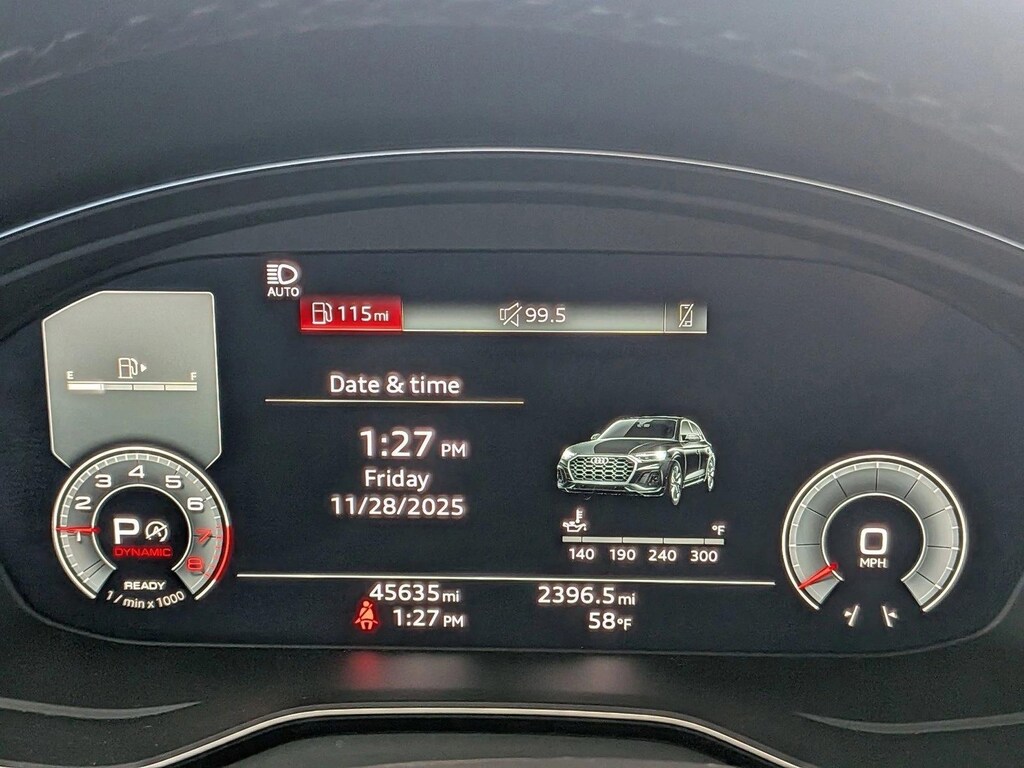 AUTO
115 mi
99.5
E F
Date & time
1:27 PM
Friday
11/28/2025
°F
140 190 240 300
1 2 3 4 5 6 7 8
P
DYNAMIC
READY
1/min x 1000
0
MPH
45635 mi 2396.5 mi
1:27 PM 58°F